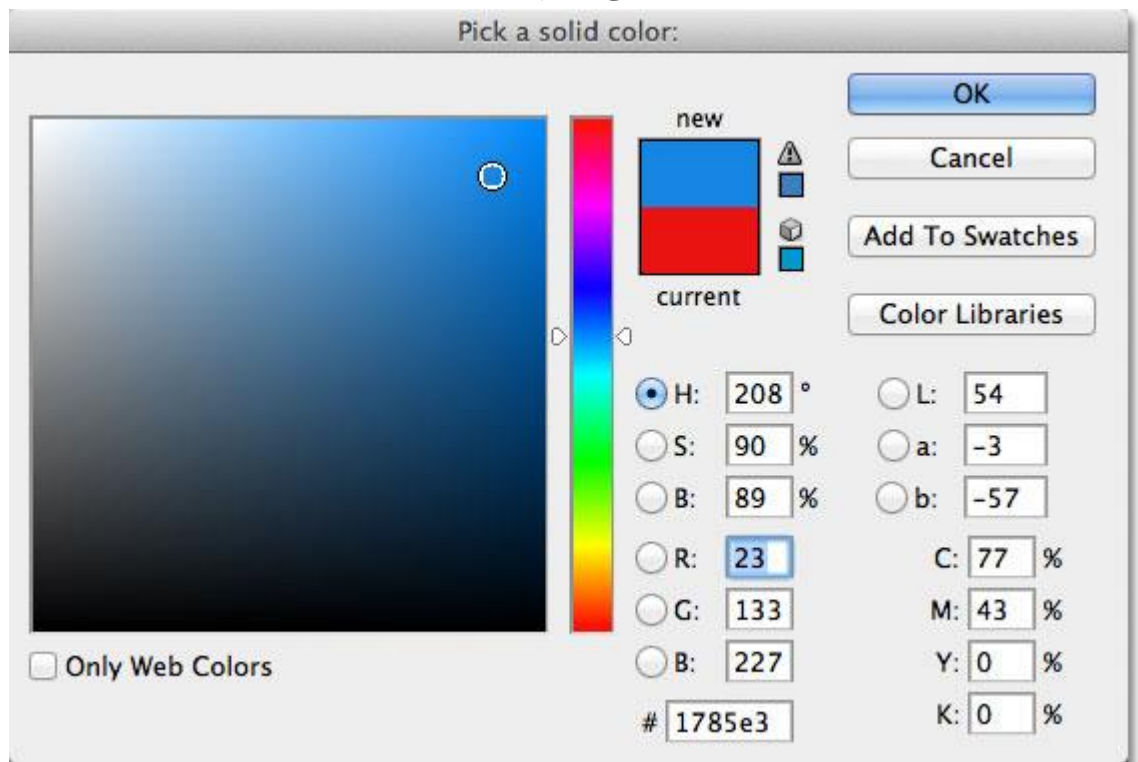 Pick a solid color:
new
current
OK
Cancel
Add To Swatches
Color Libraries
H: 208 °
S: 90 %
B: 89 %
R: 23
G: 133
B: 227
# 1785e3
L: 54
a: -3
b: -57
C: 77 %
M: 43 %
Y: 0 %
K: 0 %
Only Web Colors